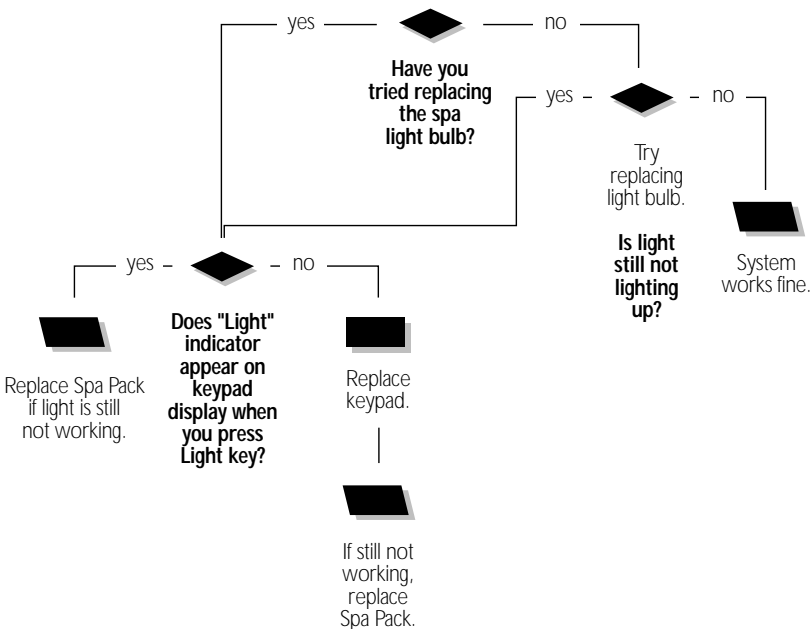 yes
no
Have you
tried replacing
the spa
light bulb?
yes
no
Try
replacing
light bulb.
Is light
still not
lighting
up?
System
works fine.
yes
no
Does "Light"
indicator
appear on
keypad
display when
you press
Light key?
Replace Spa Pack
if light is still
not working.
Replace
keypad.
If still not
working,
replace
Spa Pack.